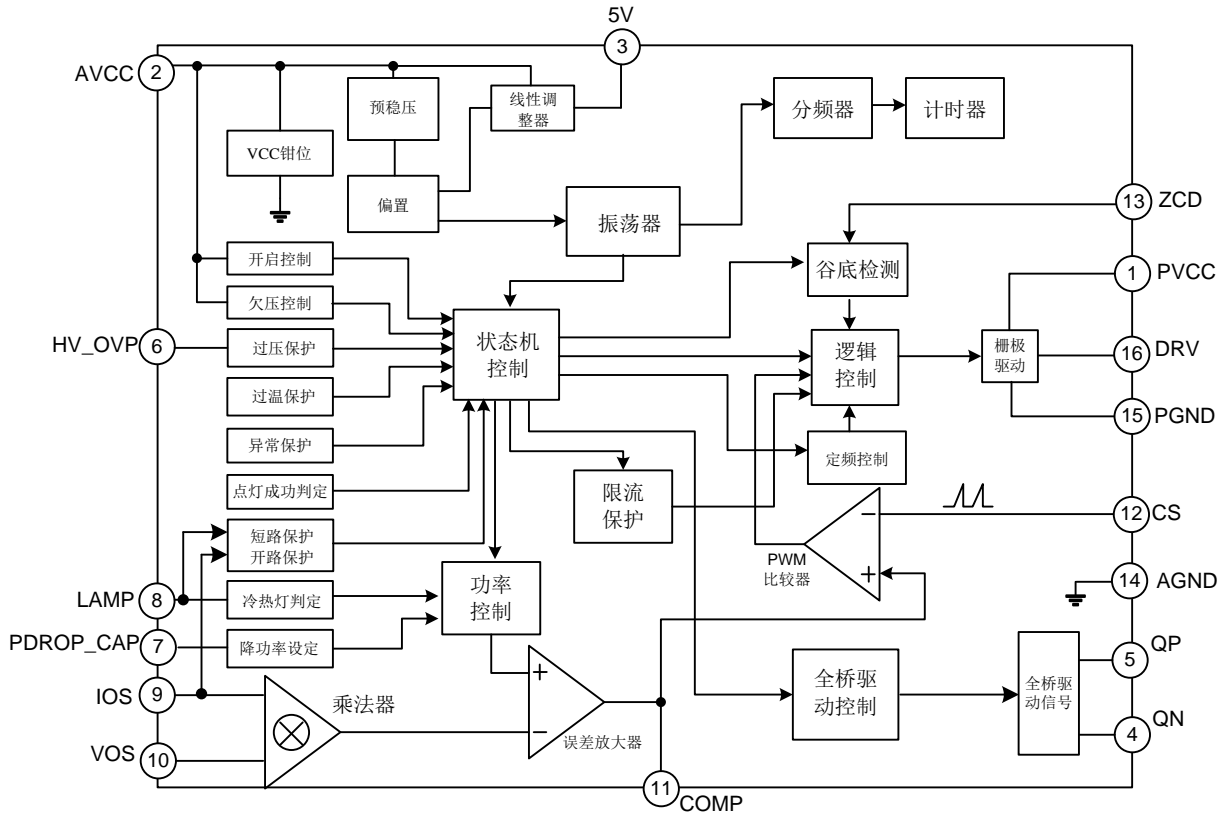 5V
3
AVCC
2
预稳压
线性调
整器
分频器
计时器
VCC钳位
偏置
振荡器
13
ZCD
开启控制
谷底检测
1
PVCC
欠压控制
HV_OVP
6
过压保护
状态机
控制
逻辑
控制
栅极
驱动
16
DRV
过温保护
15
PGND
异常保护
定频控制
点灯成功判定
限流
保护
12
CS
短路保护
开路保护
PWM
比较器
－
+
14
AGND
LAMP
8
冷热灯判定
功率
控制
PDROP_CAP
7
降功率设定
5
QP
IOS
9
乘法器
+
－
误差放大器
全桥驱
动控制
全桥驱
动信号
4
QN
VOS
10
11
COMP